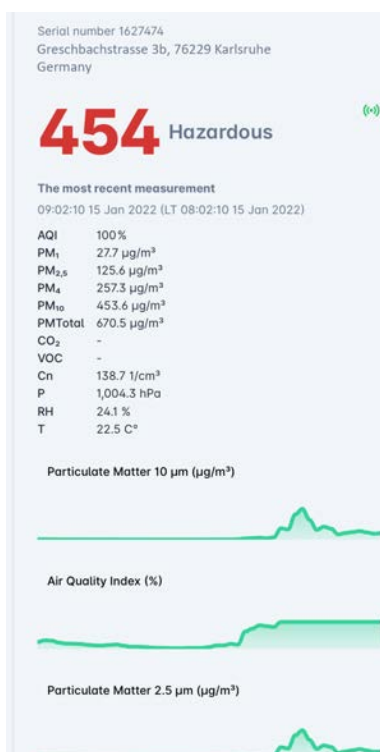 Serial number 1627474
Greschbachstrasse 3b, 76229 Karlsruhe
Germany
454 Hazardous
The most recent measurement
09:02:10 15 Jan 2022 (LT 08:02:10 15 Jan 2022)
AQI 100%
PM₁ 27.7 µg/m³
PM₂,₅ 125.6 µg/m³
PM₄ 257.3 µg/m³
PM₁₀ 453.6 µg/m³
PMTotal 670.5 µg/m³
CO₂ -
VOC -
Cn 138.7 1/cm³
P 1,004.3 hPa
RH 24.1 %
T 22.5 C°
Particulate Matter 10 µm (µg/m³)
Air Quality Index (%)
Particulate Matter 2.5 µm (µg/m³)